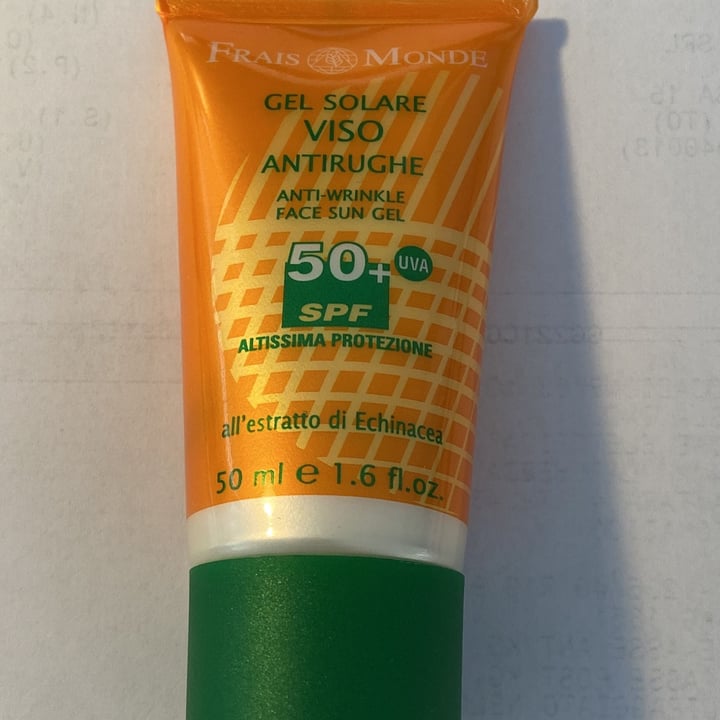 FRAIS MONDE
GEL SOLARE
VISO
ANTIRUGHE
ANTI-WRINKLE
FACE SUN GEL
50+ UVA
SPF
ALTISSIMA PROTEZIONE
all'estratto di Echinacea
50 ml e 1.6 fl.oz.